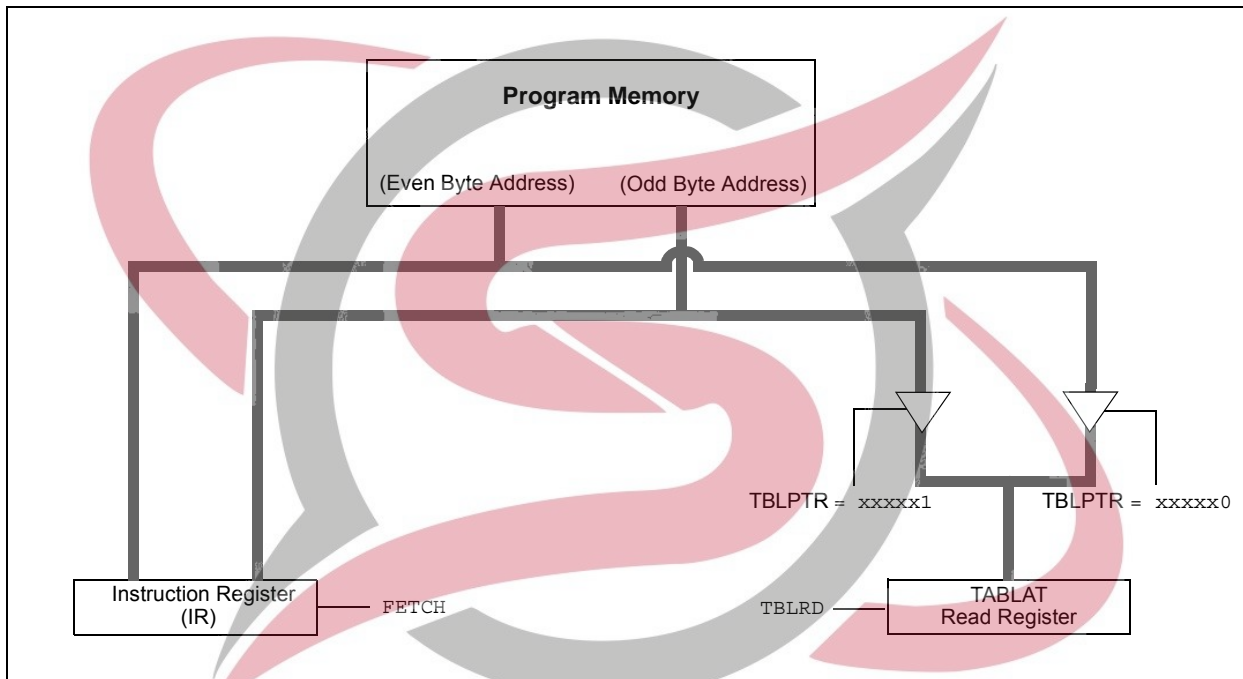 Program Memory
(Even Byte Address) (Odd Byte Address)
TBLPTR = xxxxx1
TBLPTR = xxxxx0
Instruction Register
(IR)
FETCH
TBLRD
TABLAT
Read Register